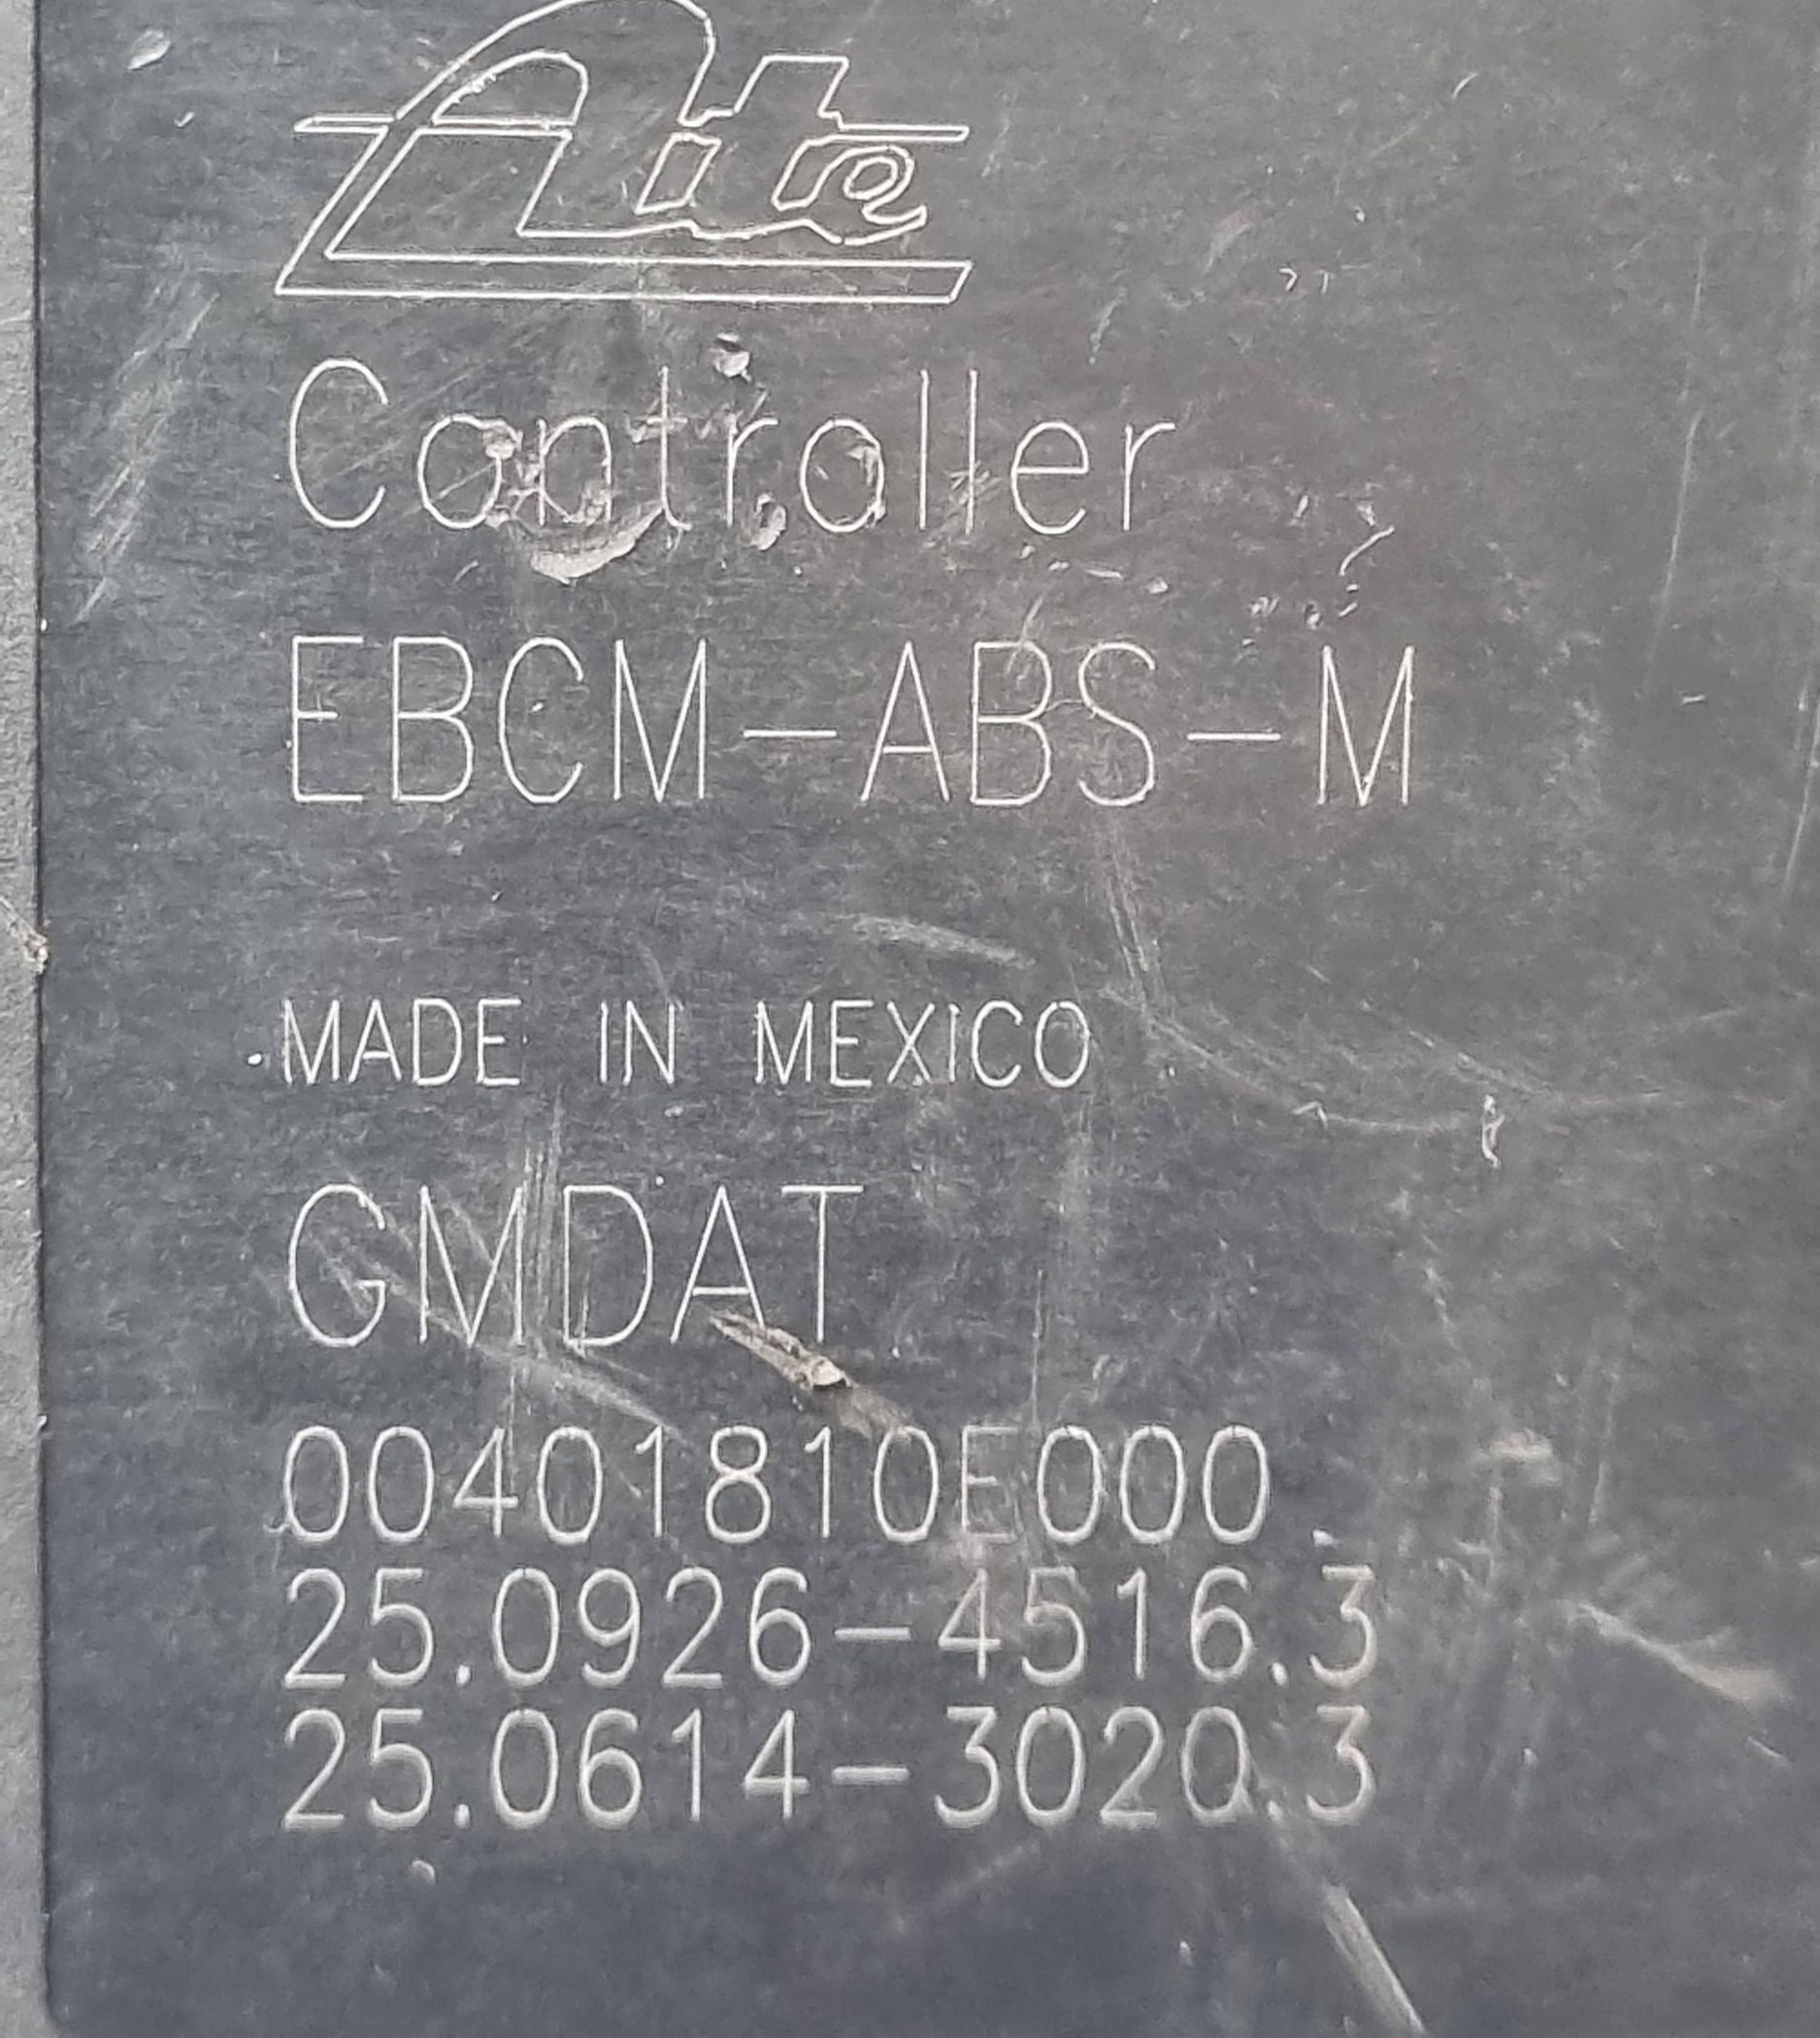 Ate
Controller
EBCM-ABS-M
MADE IN MEXICO
GMDAT
00401810E000
25.0926-4516.3
25.0614-3020.3